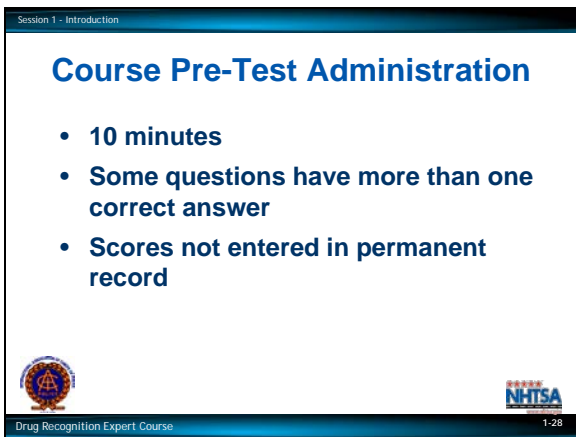 Session 1 - Introduction
Course Pre-Test Administration
• 10 minutes
• Some questions have more than one
correct answer
• Scores not entered in permanent
record
NHTSA
Drug Recognition Expert Course
1-28